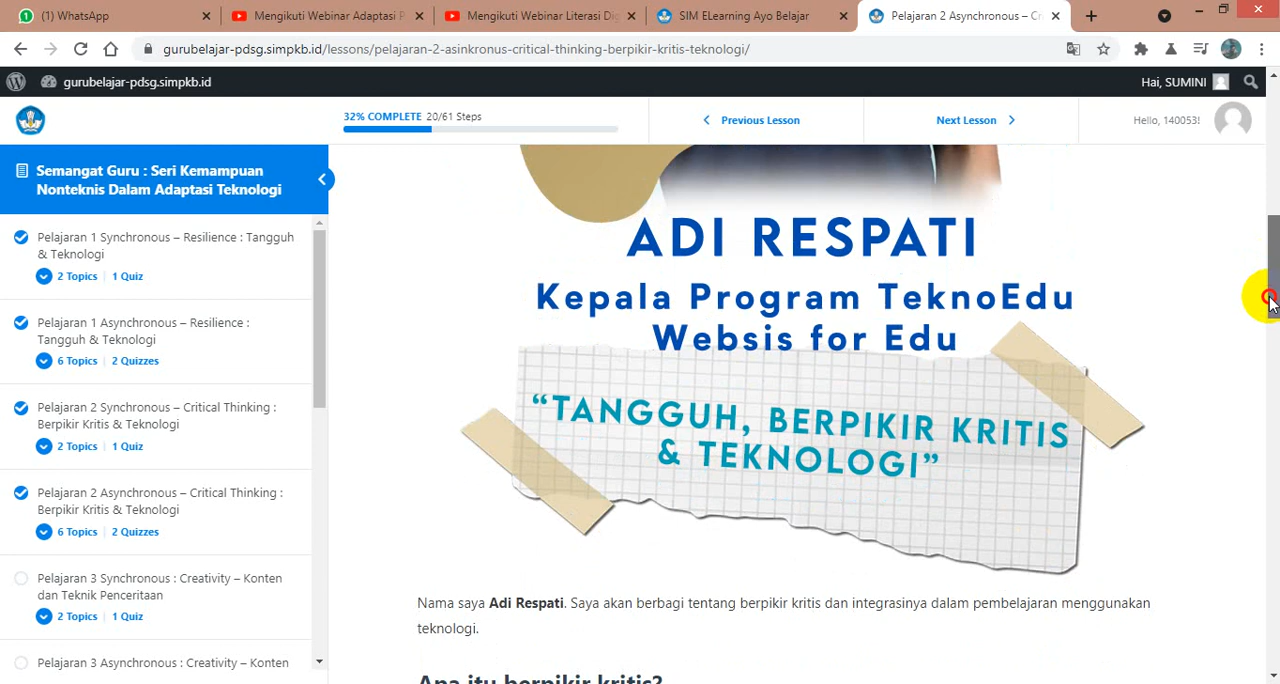 (1) WhatsApp
Mengikuti Webinar Adaptasi P
Mengikuti Webinar Literasi Dig
SIM ELearning Ayo Belajar
Pelajaran 2 Asynchronous – Cr
gurubelajar-pdsg.simpkb.id/lessons/pelajaran-2-asinkronus-critical-thinking-berpikir-kritis-teknologi/
gurubelajar-pdsg.simpkb.id
Hai, SUMINI
32% COMPLETE 20/61 Steps
Previous Lesson
Next Lesson
Hello, 140053!
Semangat Guru : Seri Kemampuan
Nonteknis Dalam Adaptasi Teknologi
Pelajaran 1 Synchronous – Resilience : Tangguh
& Teknologi
2 Topics | 1 Quiz
Pelajaran 1 Asynchronous – Resilience :
Tangguh & Teknologi
6 Topics | 2 Quizzes
Pelajaran 2 Synchronous – Critical Thinking :
Berpikir Kritis & Teknologi
2 Topics | 1 Quiz
Pelajaran 2 Asynchronous – Critical Thinking :
Berpikir Kritis & Teknologi
6 Topics | 2 Quizzes
Pelajaran 3 Synchronous : Creativity – Konten
dan Teknik Penceritaan
2 Topics | 1 Quiz
Pelajaran 3 Asynchronous : Creativity – Konten
ADI RESPATI
Kepala Program TeknoEdu
Websis for Edu
“TANGGUH, BERPIKIR KRITIS
& TEKNOLOGI”
Nama saya Adi Respati. Saya akan berbagi tentang berpikir kritis dan integrasinya dalam pembelajaran menggunakan
teknologi.
Apa itu berpikir kritis?